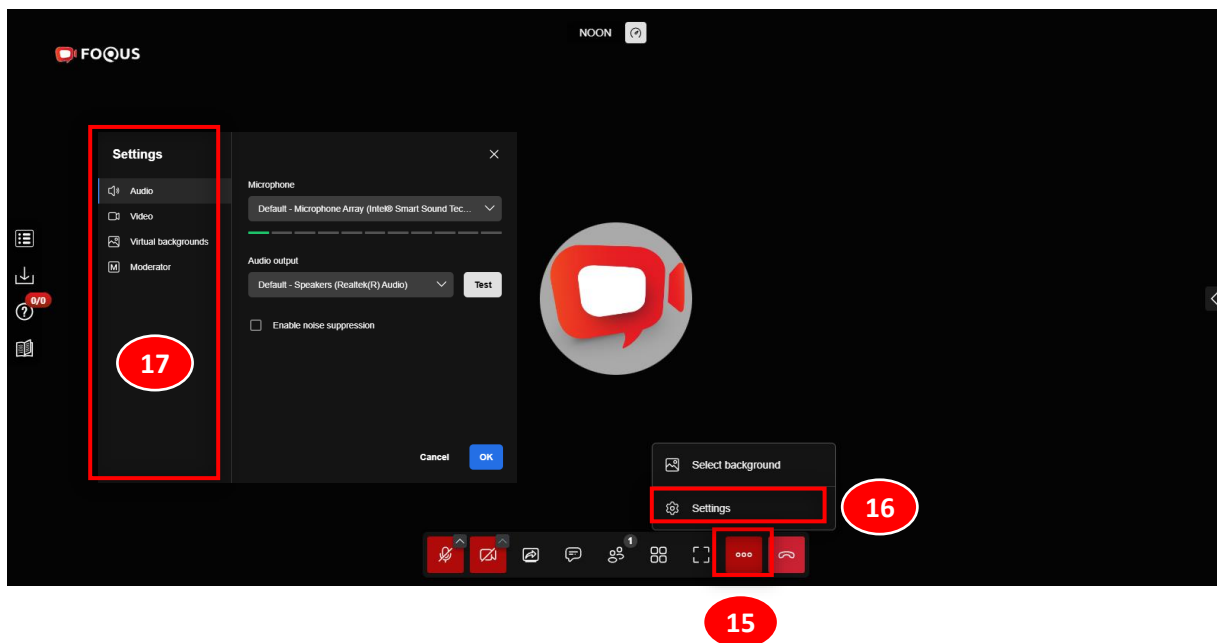 NOON
FOQUS
Settings
Audio
Video
Virtual backgrounds
M Moderator
17
Microphone
Default - Microphone Array (Intel® Smart Sound Tec...
Audio output
Default - Speakers (Realtek(R) Audio)
Test
Enable noise suppression
Cancel
OK
0/0
?
Select background
Settings
16
1
15